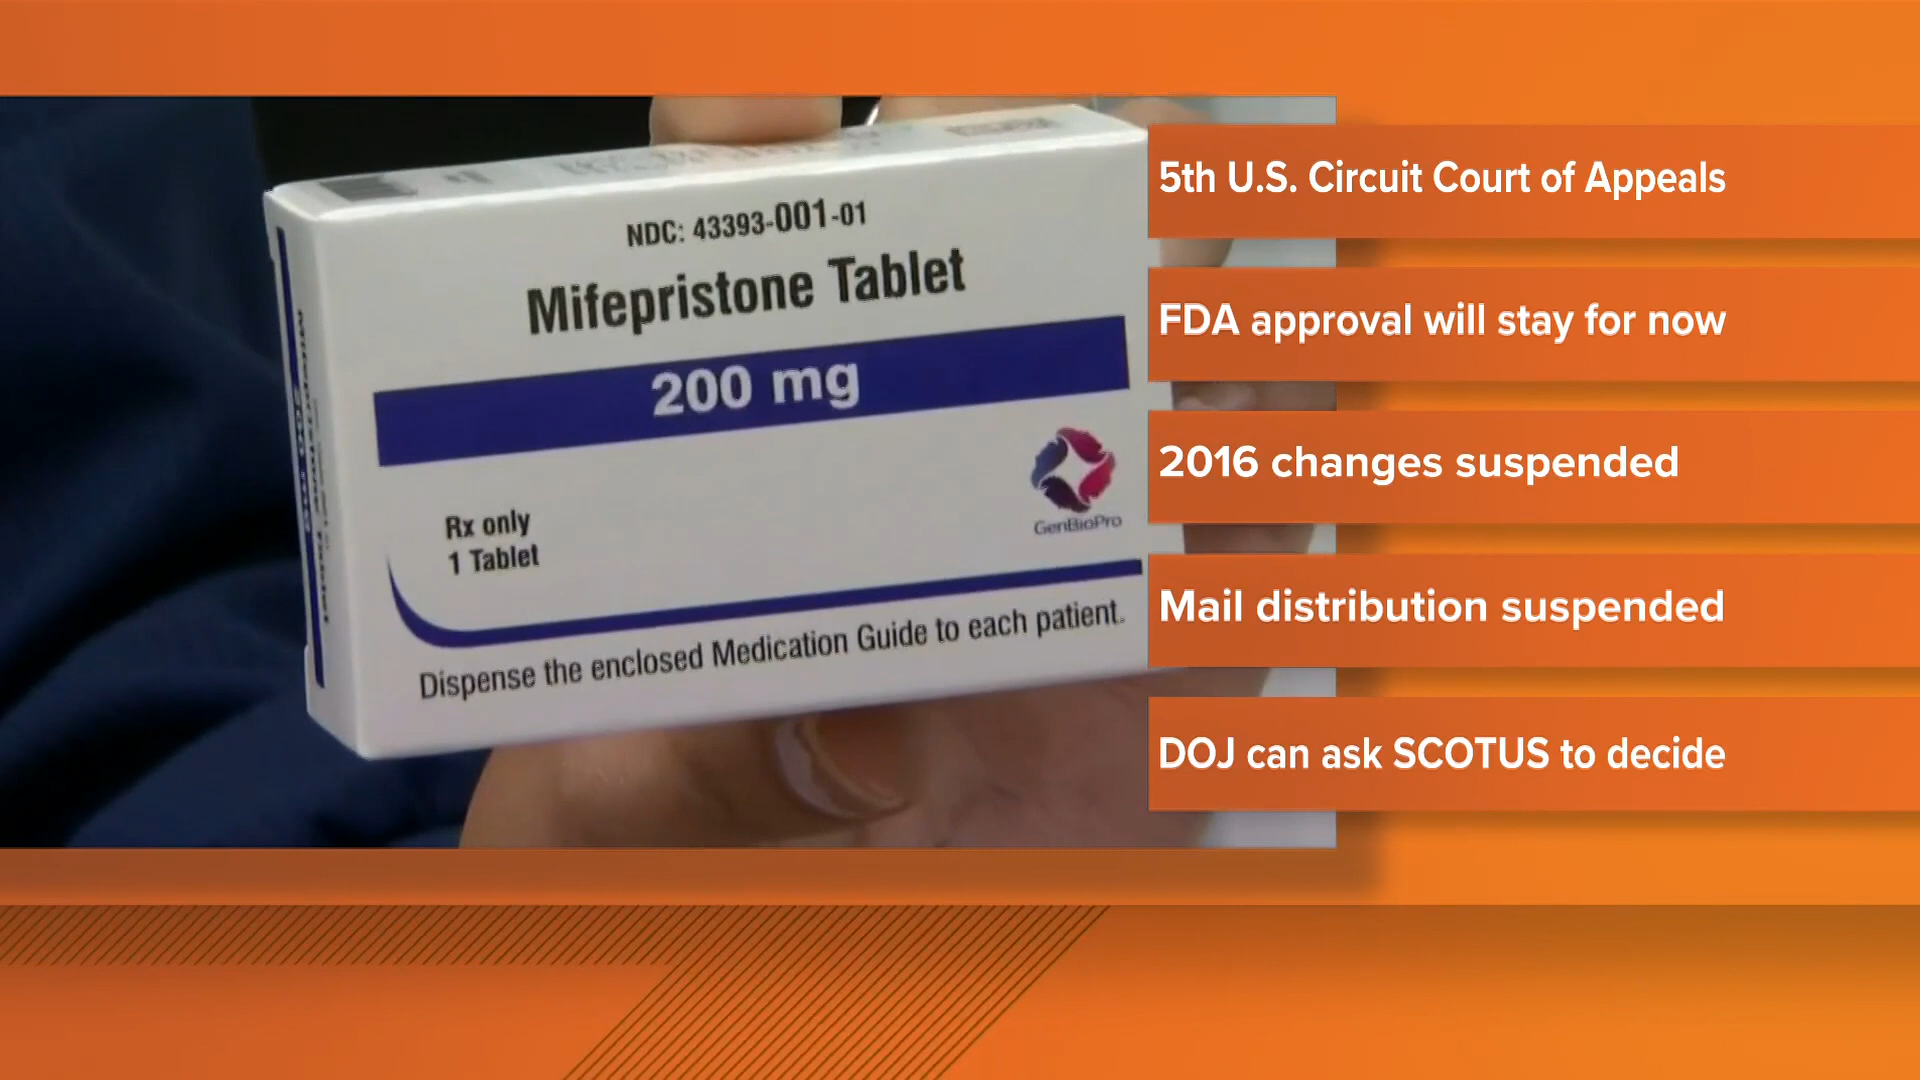 NDC: 43393-001-01
Mifepristone Tablet
200 mg
Rx only
1 Tablet
GenBioPro
Dispense the enclosed Medication Guide to each patient.
5th U.S. Circuit Court of Appeals
FDA approval will stay for now
2016 changes suspended
Mail distribution suspended
DOJ can ask SCOTUS to decide